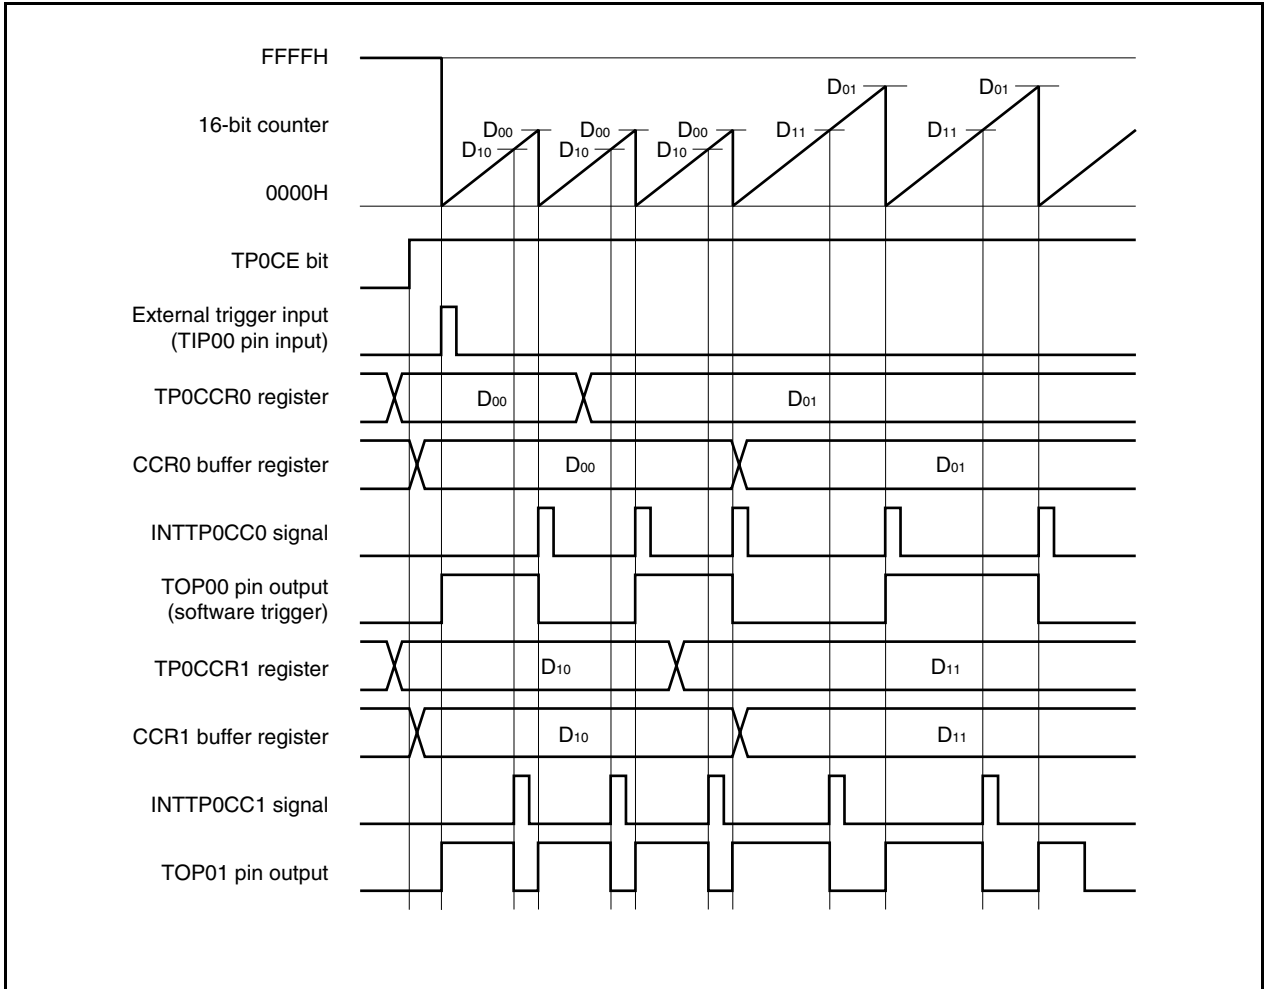 FFFFH
16-bit counter
0000H
D00
D10
D00
D10
D00
D10
D01
D11
D01
D11
TP0CE bit
External trigger input
(TIP00 pin input)
TP0CCR0 register
D00
D01
CCR0 buffer register
D00
D01
INTTP0CC0 signal
TOP00 pin output
(software trigger)
TP0CCR1 register
D10
D11
CCR1 buffer register
D10
D11
INTTP0CC1 signal
TOP01 pin output